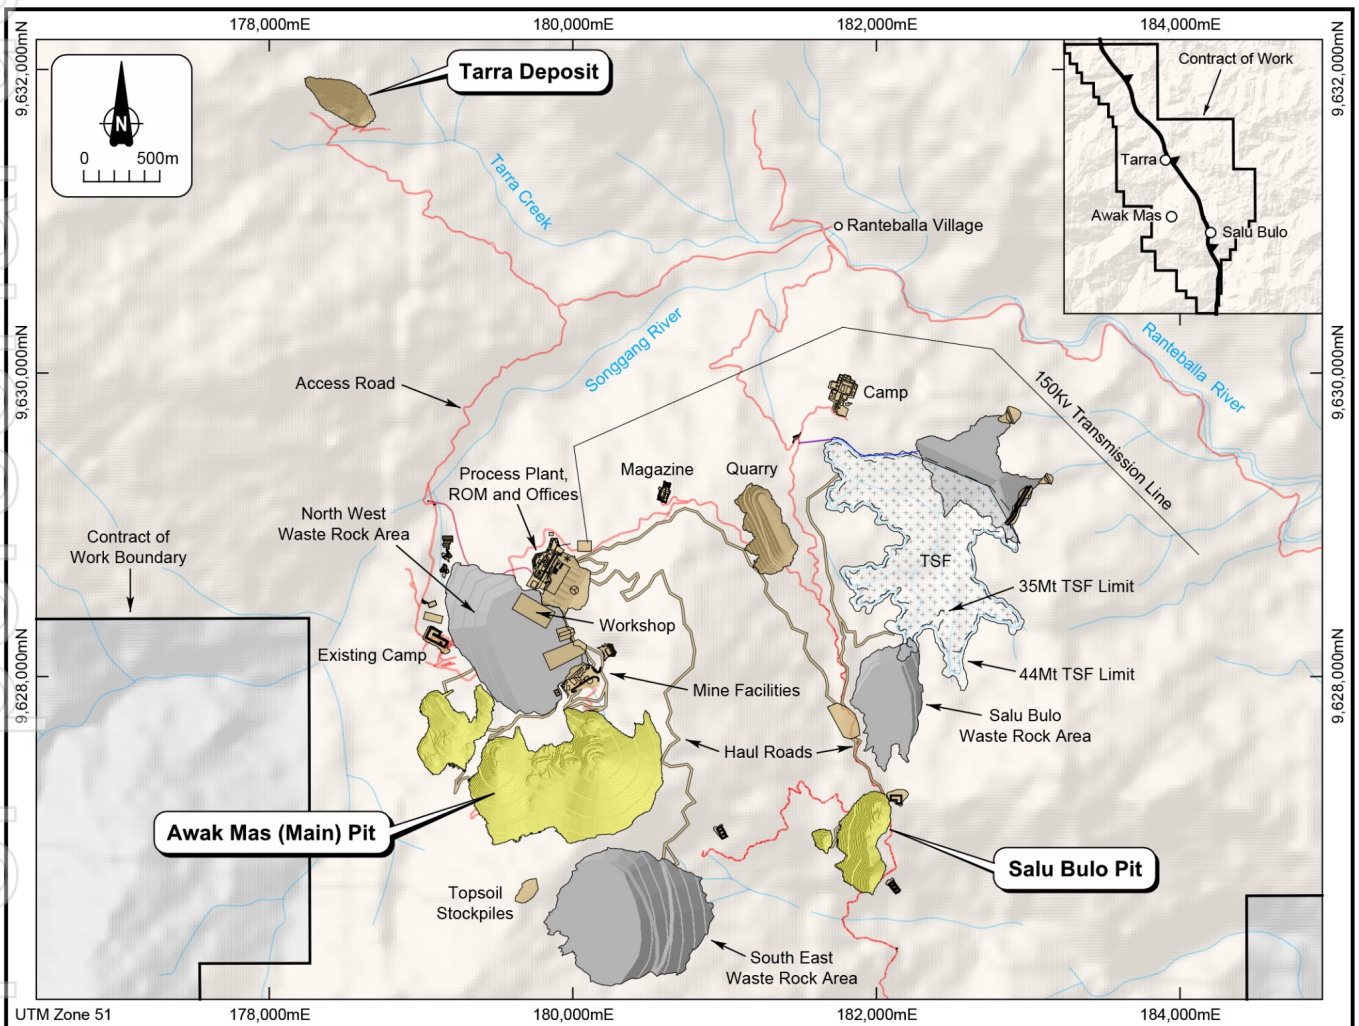 178,000mE
180,000mE
182,000mE
184,000mE
9,632,000mN
9,632,000mN
N
0
500m
Tarra Deposit
Contract of Work
Tarra
Awak Mas
Salu Bulo
Tarra Creek
Ranteballa Village
Songgang River
Ranteballa River
9,630,000mN
9,630,000mN
Access Road
Camp
150Kv Transmission Line
Process Plant,
ROM and Offices
Magazine
Quarry
North West
Waste Rock Area
Contract of
Work Boundary
TSF
35Mt TSF Limit
Workshop
Existing Camp
44Mt TSF Limit
9,628,000mN
9,628,000mN
Mine Facilities
Salu Bulo
Waste Rock Area
Haul Roads
Awak Mas (Main) Pit
Salu Bulo Pit
Topsoil
Stockpiles
South East
Waste Rock Area
UTM Zone 51
178,000mE
180,000mE
182,000mE
184,000mE